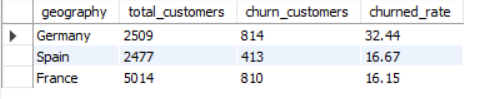 geography total_customers churn_customers churned_rate
Germany 2509 814 32.44
Spain 2477 413 16.67
France 5014 810 16.15